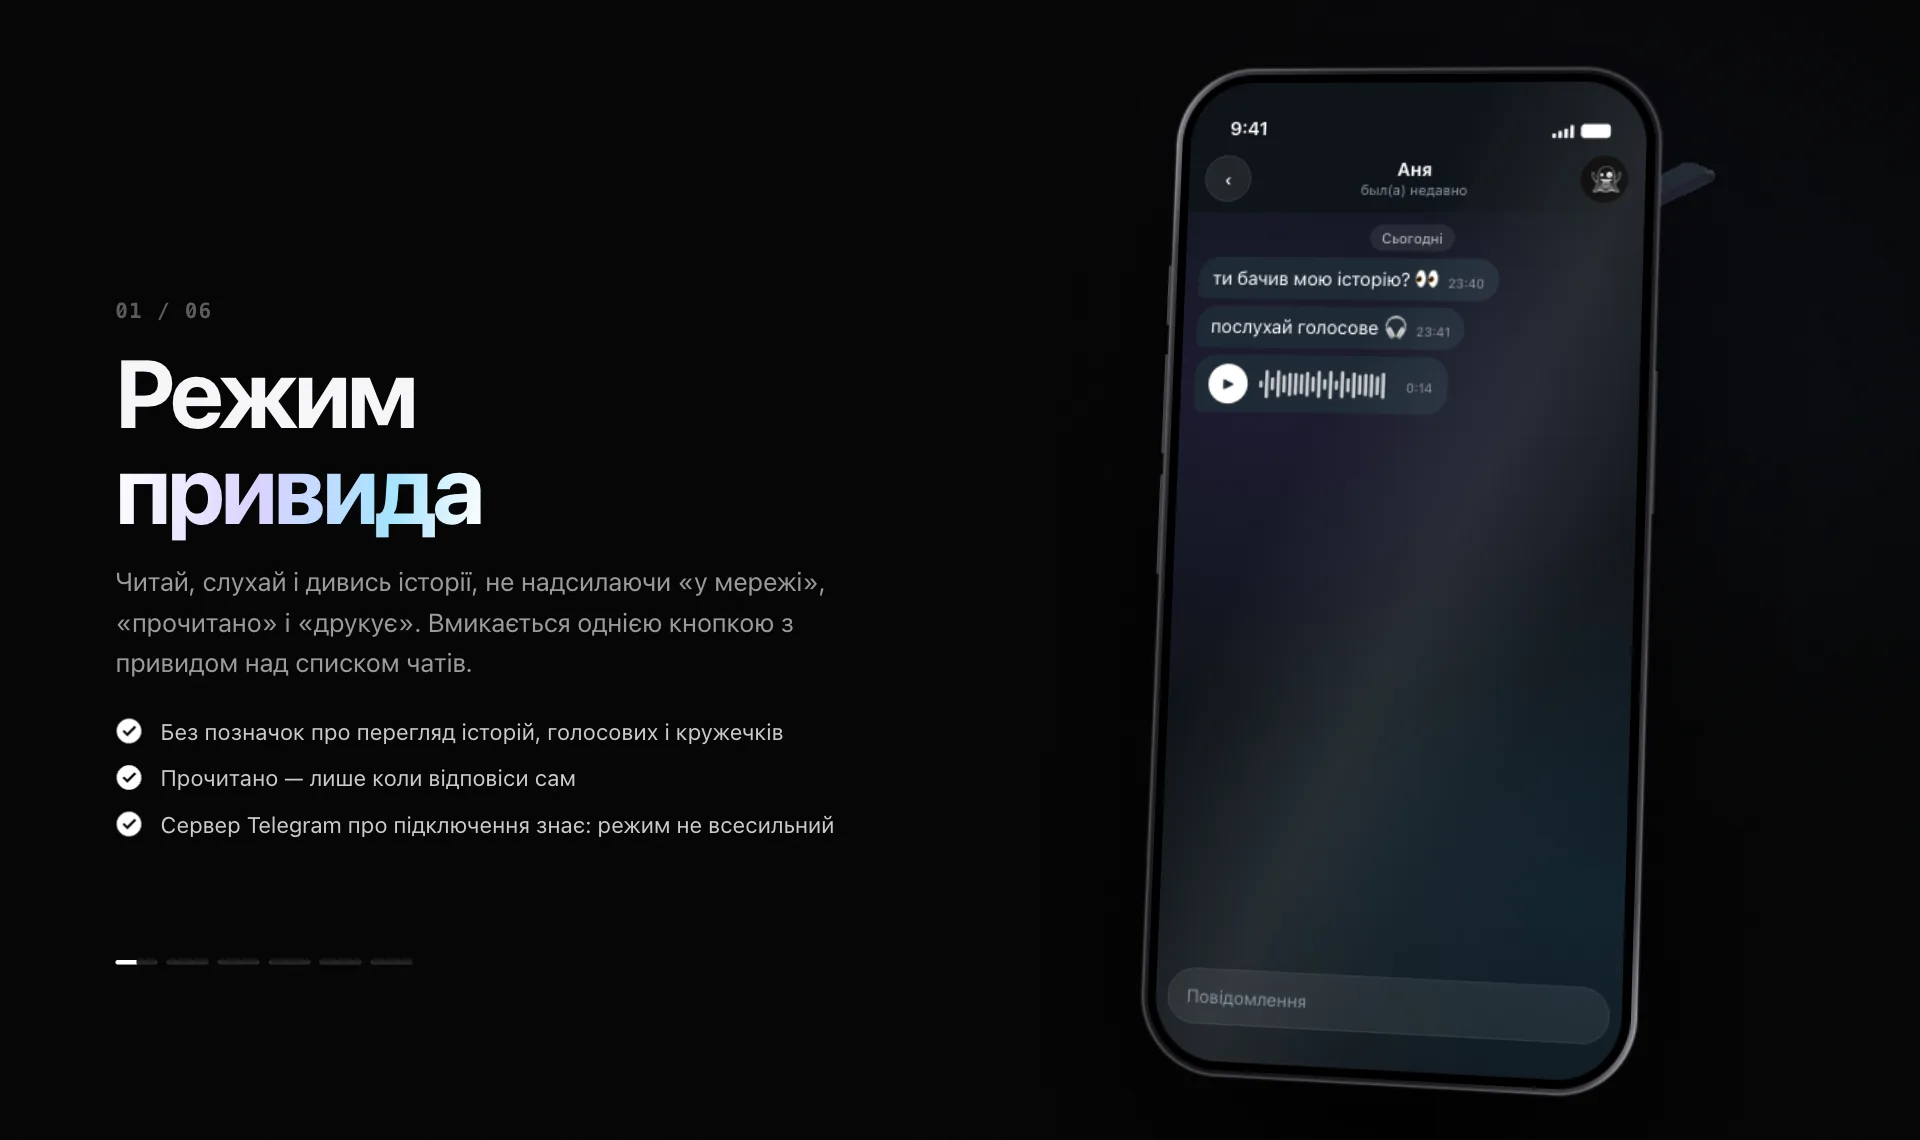 01 / 06
Режим
привида
Читай, слухай і дивись історії, не надсилаючи «у мережі»,
«прочитано» і «друкує». Вмикається однією кнопкою з
привидом над списком чатів.
Без позначок про перегляд історій, голосових і кружечків
Прочитано — лише коли відповіси сам
Сервер Telegram про підключення знає: режим не всесильний
9:41
Аня
был(а) недавно
Сьогодні
ти бачив мою історію? 👀 23:40
послухай голосове 🎧 23:41
0:14
Повідомлення